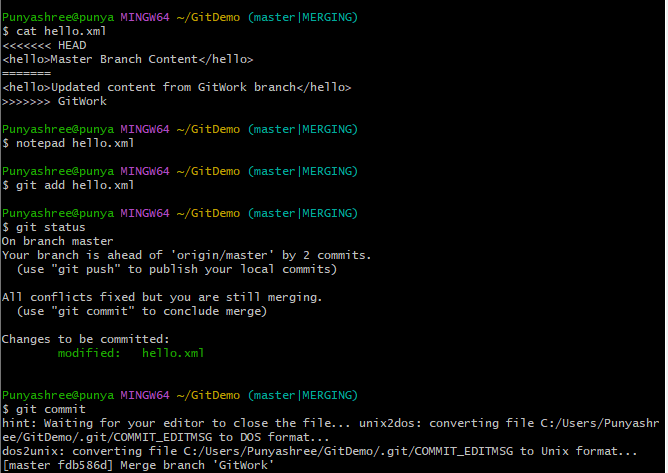 Punyashree@punya MINGW64 ~/GitDemo (master|MERGING)
$ cat hello.xml
<<<<<<< HEAD
<hello>Master Branch Content</hello>
=======
<hello>Updated content from GitWork branch</hello>
>>>>>>> GitWork
Punyashree@punya MINGW64 ~/GitDemo (master|MERGING)
$ notepad hello.xml
Punyashree@punya MINGW64 ~/GitDemo (master|MERGING)
$ git add hello.xml
Punyashree@punya MINGW64 ~/GitDemo (master|MERGING)
$ git status
On branch master
Your branch is ahead of 'origin/master' by 2 commits.
  (use "git push" to publish your local commits)
All conflicts fixed but you are still merging.
  (use "git commit" to conclude merge)
Changes to be committed:
        modified:   hello.xml
Punyashree@punya MINGW64 ~/GitDemo (master|MERGING)
$ git commit
hint: Waiting for your editor to close the file... unix2dos: converting file C:/Users/Punyashr
ee/GitDemo/.git/COMMIT_EDITMSG to DOS format...
dos2unix: converting file C:/Users/Punyashree/GitDemo/.git/COMMIT_EDITMSG to Unix format...
[master fdb586d] Merge branch 'GitWork'